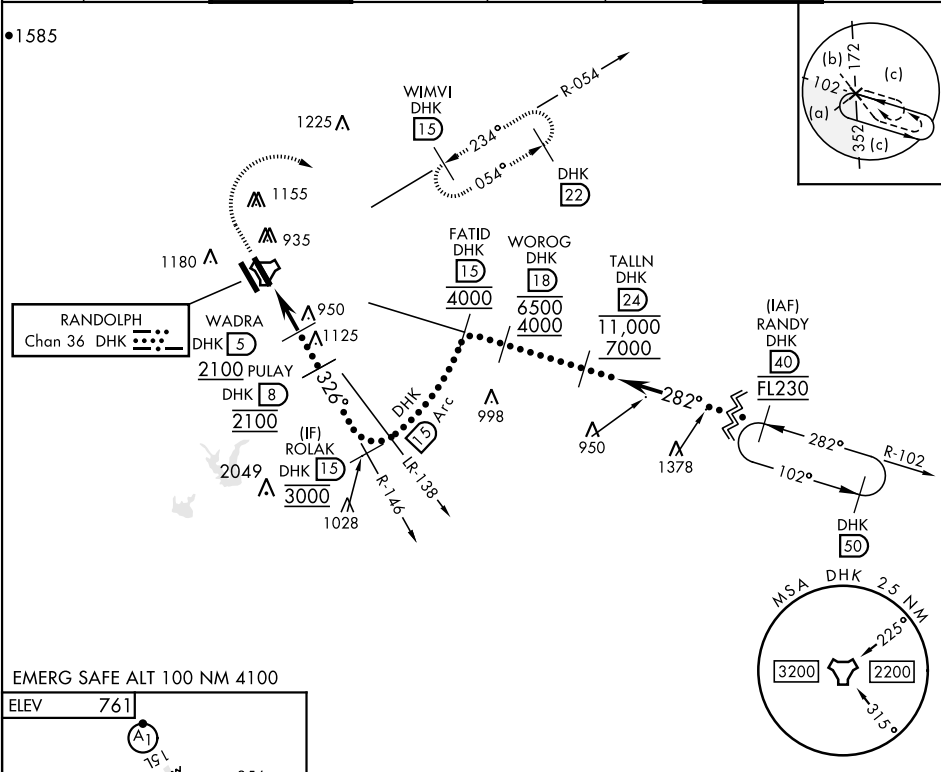 1585
(b)
172
(c)
102
(a)
352
(c)
WIMVI
DHK
15
R-054
1225
234°
054°
DHK
22
1155
935
1180
FATID
DHK
15
4000
WOROG
DHK
18
6500
4000
TALLN
DHK
24
11,000
7000
(IAF)
RANDY
DHK
40
FL230
RANDOLPH
Chan 36 DHK
950
1125
WADRA
DHK 5
2100
PULAY
DHK 8
2100
326°
DHK
15 Arc
998
282°
950
1378
282°
102°
R-102
DHK
50
(IF)
ROLAK
DHK 15
3000
2049
1028
R-146
LR-138
MSA DHK 25 NM
225°
3200
2200
315°
EMERG SAFE ALT 100 NM 4100
ELEV 761
A1
15L